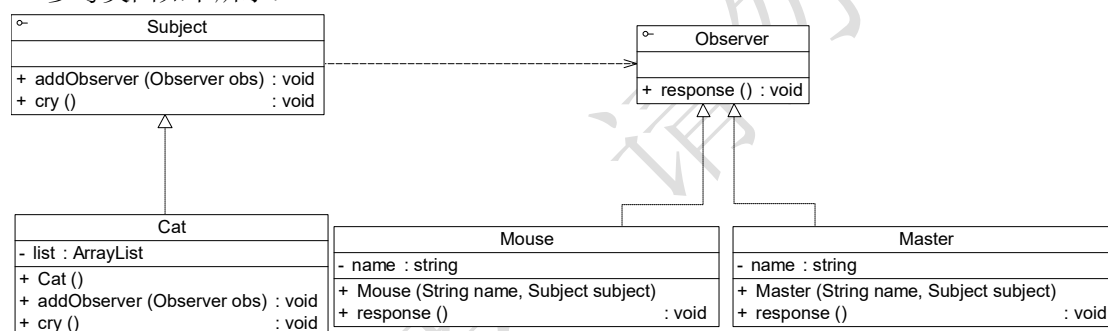 Subject
+ addObserver (Observer obs) : void
+ cry () : void
Observer
+ response () : void
Cat
- list : ArrayList
+ Cat ()
+ addObserver (Observer obs) : void
+ cry () : void
Mouse
- name : string
+ Mouse (String name, Subject subject)
+ response () : void
Master
- name : string
+ Master (String name, Subject subject)
+ response () : void